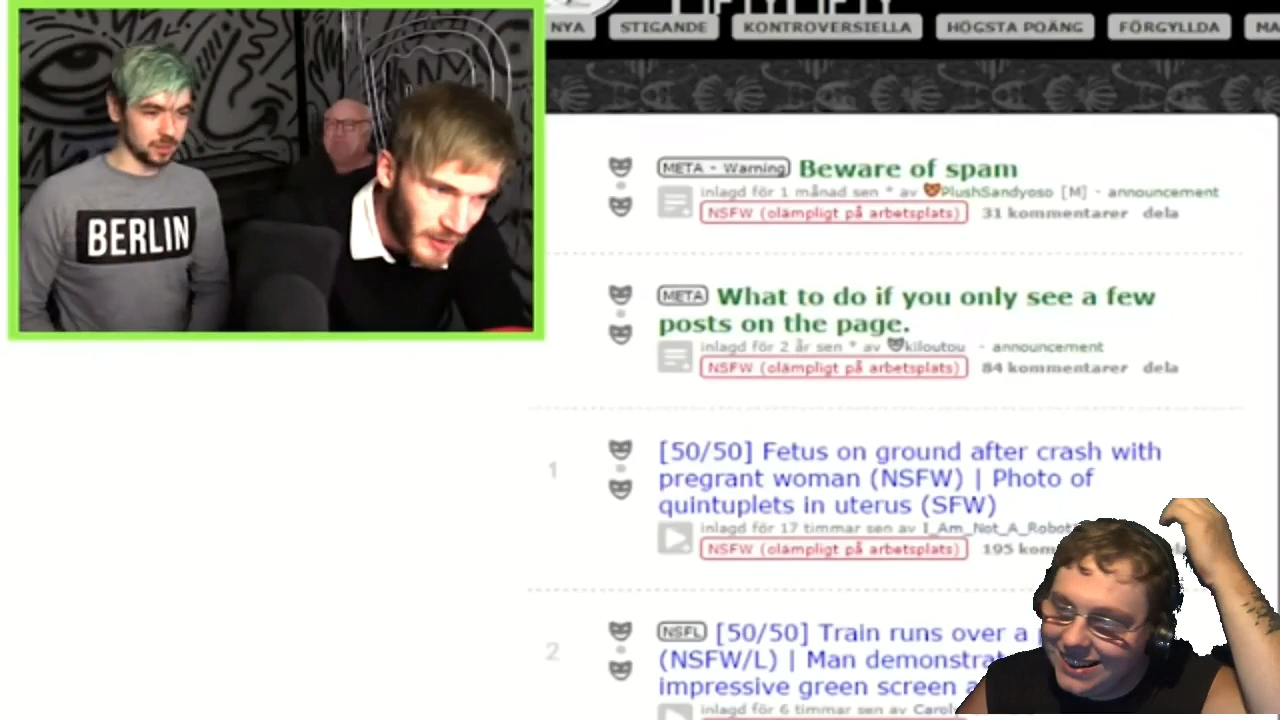 NYA
STIGANDE
KONTROVERSIELLA
HÖGSTA POÄNG
FÖRGYLLDA
BERLIN
META - Warning Beware of spam
inlagd för 1 månad sen * av PlushSandyoso [M] - announcement
NSFW (olämpligt på arbetsplats) 31 kommentarer dela
META What to do if you only see a few
posts on the page.
inlagd för 2 år sen * av kiloutou - announcement
NSFW (olämpligt på arbetsplats) 84 kommentarer dela
1
[50/50] Fetus on ground after crash with
pregrant woman (NSFW) | Photo of
quintuplets in uterus (SFW)
inlagd för 17 timmar sen av I_Am_Not_A_Robot
NSFW (olämpligt på arbetsplats) 195
2
NSFL [50/50] Train runs over a
(NSFW/L) | Man
impressive green screen
inlagd för 6 timmar sen av